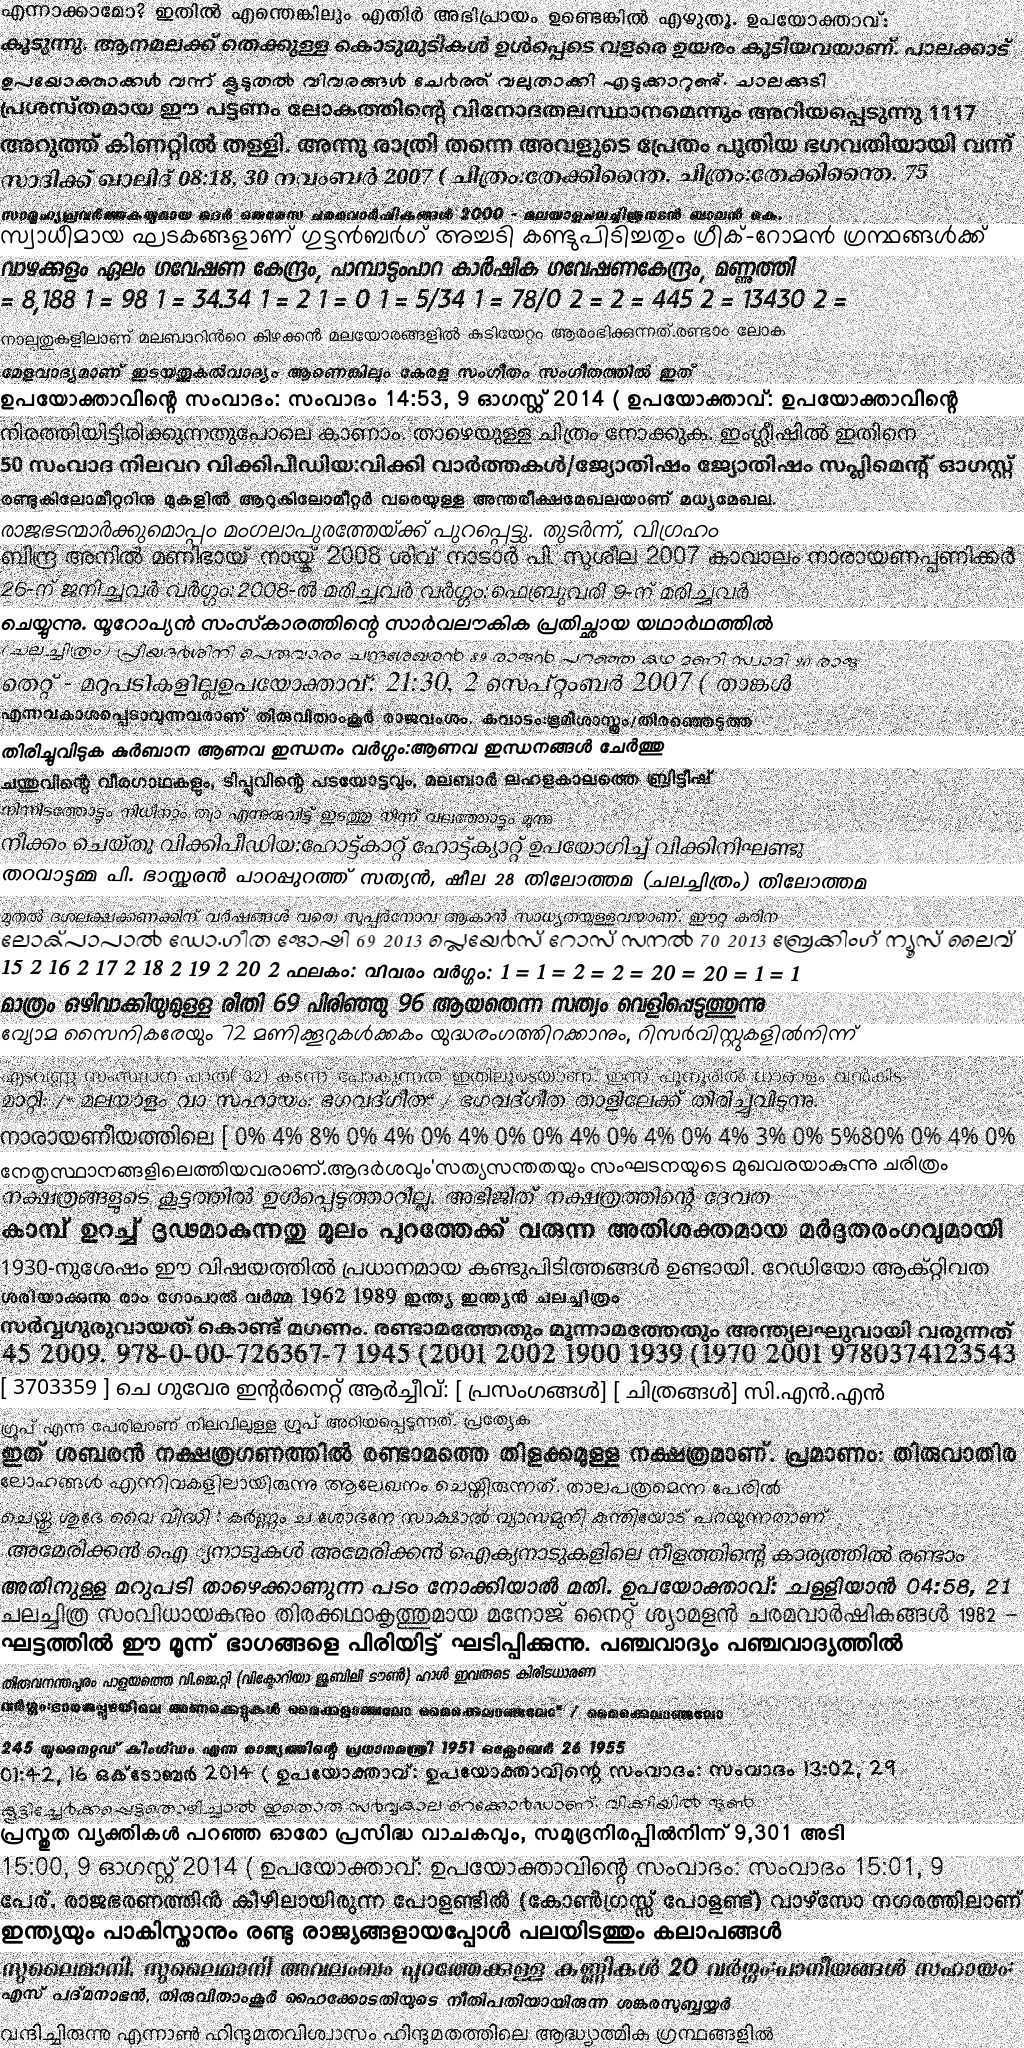 എന്നാക്കാമോ? ഇതിൽ എന്തെങ്കിലും എതിർ അഭിപ്രായം ഉണ്ടെങ്കിൽ എഴുതൂ. ഉപയോക്താവ്:
കൂടുന്നു. ആനമലക്ക് തെക്കുള്ള കൊടുമുടികൾ ഉൾപ്പെടെ വളരെ ഉയരം കൂടിയവയാണ്. പാലക്കാട്
ഉപയോക്താക്കൾ വന്ന് കൂടുതൽ വിവരങ്ങൾ ചേർത്ത് വലുതാക്കി എടുക്കാറുണ്ട്. ചാലക്കുടി
പ്രശസ്തമായ ഈ പട്ടണം ലോകത്തിന്റെ വിനോദതലസ്ഥാനമെന്നും അറിയപ്പെടുന്നു 1117
അറുത്ത് കിണറ്റിൽ തള്ളി. അന്നു രാത്രി തന്നെ അവളുടെ പ്രേതം പുതിയ ഭഗവതിയായി വന്ന്
സാദിക്ക് ഖാലിദ് 08:18, 30 നവംബർ 2007 ( ചിത്രം:തേക്കിന്തൈ. ചിത്രം:തേക്കിന്തൈ. 75
സാമൂഹ്യപ്രവർത്തകയുമായ മദർ തെരേസ ചരമവാർഷികങ്ങൾ 2000 - മലയാളചലച്ചിത്രനടൻ ബാലൻ കെ.
സ്വാധീമായ ഘടകങ്ങളാണ് ഗുട്ടൻബർഗ് അച്ചടി കണ്ടുപിടിച്ചതും ഗ്രീക്-റോമൻ ഗ്രന്ഥങ്ങൾക്ക്
വാഴക്കുളം ഏലം ഗവേഷണ കേന്ദ്രം, പാമ്പാടുംപാറ കാർഷിക ഗവേഷണകേന്ദ്രം, മണ്ണുത്തി
= 8,188 1 = 98 1 = 34.34 1 = 2 1 = 0 1 = 5/34 1 = 78/0 2 = 2 = 445 2 = 13430 2 =
നാല്പതുകളിലാണ് മലബാറിൻറെ കിഴക്കൻ മലയോരങ്ങളിൽ കുടിയേറ്റം ആരംഭിക്കുന്നത്.രണ്ടാം ലോക
മേളവാദ്യമാണ് ഇടയതുകൽവാദ്യം ആണെങ്കിലും കേരള സംഗീതം സംഗീതത്തിൽ ഇത്
ഉപയോക്താവിന്റെ സംവാദം: സംവാദം 14:53, 9 ഓഗസ്റ്റ് 2014 ( ഉപയോക്താവ്: ഉപയോക്താവിന്റെ
നിരത്തിയിട്ടിരിക്കുന്നതുപോലെ കാണാം. താഴെയുള്ള ചിത്രം നോക്കുക. ഇംഗ്ലീഷിൽ ഇതിനെ
50 സംവാദ നിലവറ വിക്കിപീഡിയ:വിക്കി വാർത്തകൾ/ജ്യോതിഷം ജ്യോതിഷം സപ്ലിമെന്റ് ഓഗസ്റ്റ്
രണ്ടുകിലോമീറ്ററിനു മുകളിൽ ആറുകിലോമീറ്റർ വരെയുള്ള അന്തരീക്ഷമേഖലയാണ് മധ്യമേഖല.
രാജഭടന്മാർക്കുമൊപ്പം മംഗലാപുരത്തേയ്ക്ക് പുറപ്പെട്ടു. തുടർന്ന്, വിഗ്രഹം
ബിന്ദ്ര അനിൽ മണിഭായ് നായ്ക് 2008 ശിവ് നാടാർ പി. സുശീല 2007 കാവാലം നാരായണപ്പണിക്കർ
26-ന് ജനിച്ചവർ വർഗ്ഗം:2008-ൽ മരിച്ചവർ വർഗ്ഗം:ഫെബ്രുവരി 9-ന് മരിച്ചവർ
ചെയ്യുന്നു. യൂറോപ്യൻ സംസ്കാരത്തിന്റെ സാർവലൗകിക പ്രതിച്ഛായ യഥാർഥത്തിൽ
(ചലച്ചിത്രം) പ്രിയദർശിനി പെരുവാരം ചന്ദ്രശേഖരൻ 89 രാജൻ പറഞ്ഞ കഥ മണി സ്വാമി 90 രാജു
തെറ്റ് - മറുപടികളില്ലഉപയോക്താവ്: 21:30, 2 സെപ്റ്റംബർ 2007 ( താങ്കൾ
എന്നവകാശപ്പെടാവുന്നവരാണ് തിരുവിതാംകൂർ രാജവംശം. കവാടം:ഭൂമിശാസ്ത്രം/തിരഞ്ഞെടുത്ത
തിരിച്ചുവിടുക കുർബാന ആണവ ഇന്ധനം വർഗ്ഗം:ആണവ ഇന്ധനങ്ങൾ ചേർത്തു
ചന്തുവിന്റെ വീരഗാഥകളും, ടിപ്പുവിന്റെ പടയോട്ടവും, മലബാർ ലഹളകാലത്തെ ബ്രിട്ടീഷ്
നിന്നിടത്തോട്ടും നിധീനാം ത്വാ എന്നുരുവിട്ട് ഇടത്തു നിന്ന് വലത്തോട്ടും മൂന്നു
നീക്കം ചെയ്തു വിക്കിപീഡിയ:ഹോട്ട്കാറ്റ് ഹോട്ട്ക്യാറ്റ് ഉപയോഗിച്ച് വിക്കിനിഘണ്ടു
തറവാട്ടമ്മ പി. ഭാസ്കരൻ പാറപ്പുറത്ത് സത്യൻ, ഷീല 28 തിലോത്തമ (ചലച്ചിത്രം) തിലോത്തമ
മുതൽ ദശലക്ഷക്കണക്കിന് വർഷങ്ങൾ വരെ സൂപ്പർനോവ ആകാൻ സാധ്യതയുള്ളവയാണ്. ഈറ്റ കരിന
ലോക്പാപാൽ ഡോ.ഗീത ജോഷി 69 2013 പ്ലെയേർസ് റോസ് സനൽ 70 2013 ബ്രേക്കിംഗ് ന്യൂസ് ലൈവ്
15 2 16 2 17 2 18 2 19 2 20 2 ഫലകം: വിവരം വർഗ്ഗം: 1 = 1 = 2 = 2 = 20 = 20 = 1 = 1
മാത്രം ഒഴിവാക്കിയുമുള്ള രീതി 69 പിരിഞ്ഞു 96 ആയതെന്ന സത്യം വെളിപ്പെടുത്തുന്നു
വ്യോമ സൈനികരേയും 72 മണിക്കൂറുകൾക്കകം യുദ്ധരംഗത്തിറക്കാനും, റിസർവിസ്റ്റുകളിൽനിന്ന്
എടവണ്ണ സംസ്ഥാന പാത( 32) കടന്ന് പോകുന്നത് ഇതിലൂടെയാണ്. ഇന്ന് പുന്നൂരിൽ ധാരാളം വൻകിട
മാറ്റി: /* മലയാളം വാ സഹായം: ഭഗവദ്ഗീത* / ഭഗവദ്ഗീത താളിലേക്ക് തിരിച്ചുവിടുന്നു.
നാരായണീയത്തിലെ [ 0% 4% 8% 0% 4% 0% 4% 0% 0% 4% 0% 4% 0% 4% 3% 0% 5%80% 0% 4% 0%
നേതൃസ്ഥാനങ്ങളിലെത്തിയവരാണ്.ആദർശവും'സത്യസന്തതയും സംഘടനയുടെ മുഖവരയാകുന്നു ചരിത്രം
നക്ഷത്രങ്ങളുടെ കൂട്ടത്തിൽ ഉൾപ്പെടുത്താറില്ല. അഭിജിത് നക്ഷത്രത്തിന്റെ ദേവത
കാമ്പ് ഉറച്ച് ദൃഢമാകുന്നതു മൂലം പുറത്തേക്ക് വരുന്ന അതിശക്തമായ മർദ്ദതരംഗവുമായി
1930-നുശേഷം ഈ വിഷയത്തിൽ പ്രധാനമായ കണ്ടുപിടിത്തങ്ങൾ ഉണ്ടായി. റേഡിയോ ആക്റ്റിവത
ശരിയാക്കുന്നു രാം ഗോപാൽ വർമ്മ 1962 1989 ഇന്ത്യ ഇന്ത്യൻ ചലച്ചിത്രം
സർവ്വഗുരുവായത് കൊണ്ട് മഗണം. രണ്ടാമത്തേതും മൂന്നാമത്തേതും അന്ത്യലഘുവായി വരുന്നത്
45 2009. 978-0-00-726367-7 1945 (2001 2002 1900 1939 (1970 2001 9780374123543
[ 3703359 ] ചെ ഗുവേര ഇന്റർനെറ്റ് ആർച്ചീവ്: [ പ്രസംഗങ്ങൾ] [ ചിത്രങ്ങൾ] സി.എൻ.എൻ
ഗ്രൂപ് എന്ന പേരിലാണ് നിലവിലുള്ള ഗ്രൂപ് അറിയപ്പെടുന്നത്. പ്രത്യേക
ഇത് ശബരൻ നക്ഷത്രഗണത്തിൽ രണ്ടാമത്തെ തിളക്കമുള്ള നക്ഷത്രമാണ്. പ്രമാണം: തിരുവാതിര
ലോഹങ്ങൾ എന്നിവകളിലായിരുന്നു ആലേഖനം ചെയ്തിരുന്നത്. താലപത്രമെന്ന പേരിൽ
ചെയ്തു ശുദേ വൈ വിദ്ധി ! കർണ്ണം ച ശോഭനേ സാക്ഷാൽ വ്യാസമുനി കുന്തിയോട് പറയുന്നതാണ്
അമേരിക്കൻ ഐ ്യനാടുകൾ അമേരിക്കൻ ഐക്യനാടുകളിലെ നീളത്തിന്റെ കാര്യത്തിൽ രണ്ടാം
അതിനുള്ള മറുപടി താഴെക്കാണുന്ന പടം നോക്കിയാൽ മതി. ഉപയോക്താവ്: ചള്ളിയാൻ 04:58, 21
ചലച്ചിത്ര സംവിധായകനും തിരക്കഥാകൃത്തുമായ മനോജ് നൈറ്റ് ശ്യാമളൻ ചരമവാർഷികങ്ങൾ 1982 –
ഘട്ടത്തിൽ ഈ മൂന്ന് ഭാഗങ്ങളെ പിരിയിട്ട് ഘടിപ്പിക്കുന്നു. പഞ്ചവാദ്യം പഞ്ചവാദ്യത്തിൽ
തിരുവനന്തപുരം പാളയത്തെ വി.ജെ.റ്റി (വിക്ടോറിയാ ജൂബിലി ടൗൺ) ഹാൾ ഇവരുടെ കിരിടധാരണ
വർഗ്ഗം:ഭാരതപ്പുഴയിലെ അണക്കെട്ടുകൾ മൈക്കളാഞ്ചലോ മൈക്കെലാഞ്ജലോ" / മൈക്കെലാഞ്ജലോ
245 യുണൈറ്റഡ് കിംഗ്ഡം എന്ന രാജ്യത്തിന്റെ പ്രധാനമന്ത്രി 1951 ഒക്ടോബർ 26 1955
01:42, 16 ഒക്ടോബർ 2014 ( ഉപയോക്താവ്: ഉപയോക്താവിന്റെ സംവാദം: സംവാദം 13:02, 29
കൂട്ടിച്ചേർക്കപ്പെട്ടതൊഴിച്ചാൽ ഇതൊരു സർവ്വകാല റെക്കോർഡാണ്. വിക്കിയിൽ ജൂൺ
പ്രസ്തുത വ്യക്തികൾ പറഞ്ഞ ഓരോ പ്രസിദ്ധ വാചകവും, സമുദ്രനിരപ്പിൽനിന്ന് 9,301 അടി
15:00, 9 ഓഗസ്റ്റ് 2014 ( ഉപയോക്താവ്: ഉപയോക്താവിന്റെ സംവാദം: സംവാദം 15:01, 9
പേര്. രാജഭരണത്തിൻ കീഴിലായിരുന്ന പോളണ്ടിൽ (കോൺഗ്രസ്സ് പോളണ്ട്) വാഴ്സോ നഗരത്തിലാണ്
ഇന്ത്യയും പാകിസ്താനും രണ്ടു രാജ്യങ്ങളായപ്പോൾ പലയിടത്തും കലാപങ്ങൾ
സുലൈമാനി. സുലൈമാനി അവലംബം പുറത്തേക്കുള്ള കണ്ണികൾ 20 വർഗ്ഗം:പാനീയങ്ങൾ സഹായം:
എസ് പദ്മനാഭൻ, തിരുവിതാംകൂർ ഹൈക്കോടതിയുടെ നീതിപതിയായിരുന്ന ശങ്കരസുബ്ബയ്യർ
വന്ദിച്ചിരുന്നു എന്നാൺ ഹിന്ദുമതവിശ്വാസം ഹിന്ദുമതത്തിലെ ആദ്ധ്യാത്മിക ഗ്രന്ഥങ്ങളിൽ